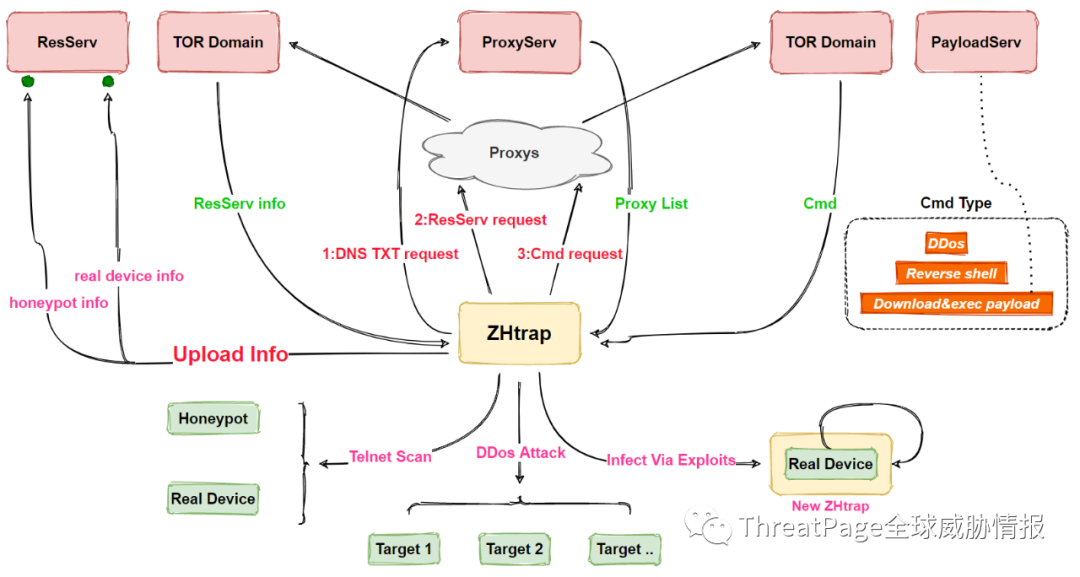 ResServ
TOR Domain
ProxyServ
TOR Domain
PayloadServ
Proxys
ResServ info
2:ResServ request
Proxy List
Cmd
Cmd Type
1:DNS TXT request
3:Cmd request
DDos
Reverse shell
Download&exec payload
real device info
honeypot info
ZHtrap
Upload Info
Honeypot
Telnet Scan
DDos Attack
Infect Via Exploits
Real Device
Real Device
New ZHtrap
Target 1
Target 2
Target ..
ThreatPage全球威胁情报